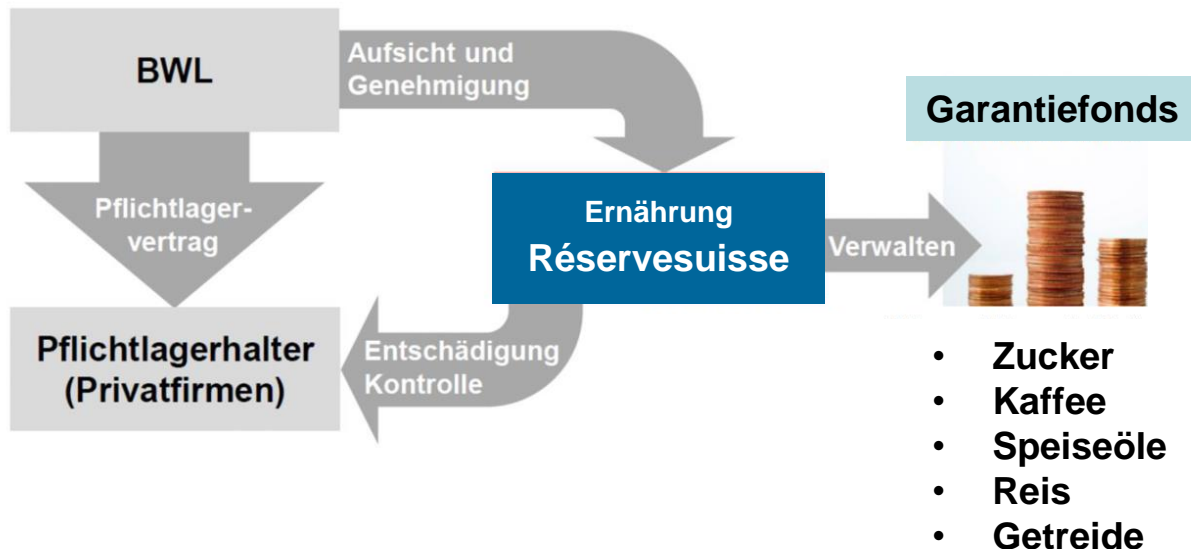 BWL
Aufsicht und
Genehmigung
Garantiefonds
Pflichtlager-
vertrag
Ernährung
Réservesuisse
Verwalten
Pflichtlagerhalter
(Privatfirmen)
Entschädigung
Kontrolle
• Zucker
• Kaffee
• Speiseöle
• Reis
• Getreide